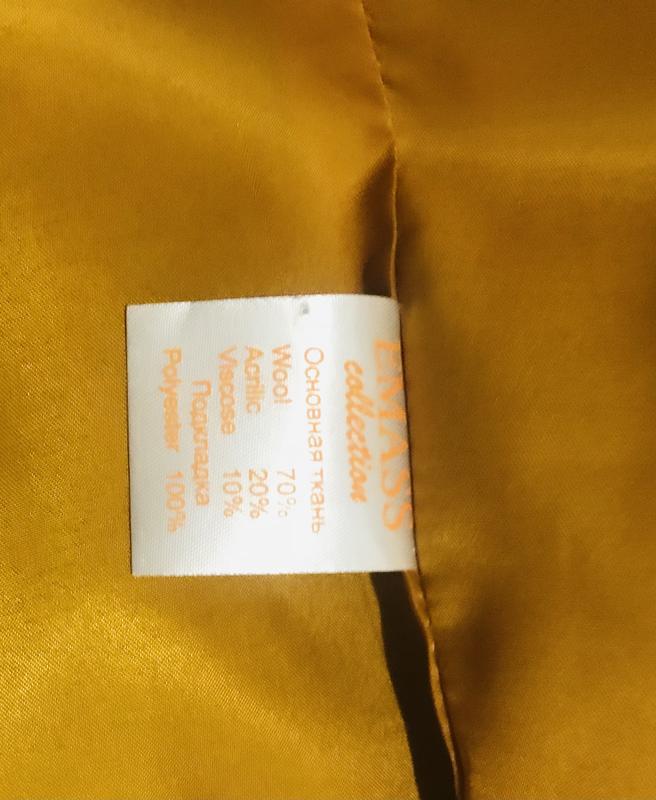 EMASS
collection
Основная ткань
Wool 70%
Acrilic 20%
Viscose 10%
Подкладка
Polyester 100%